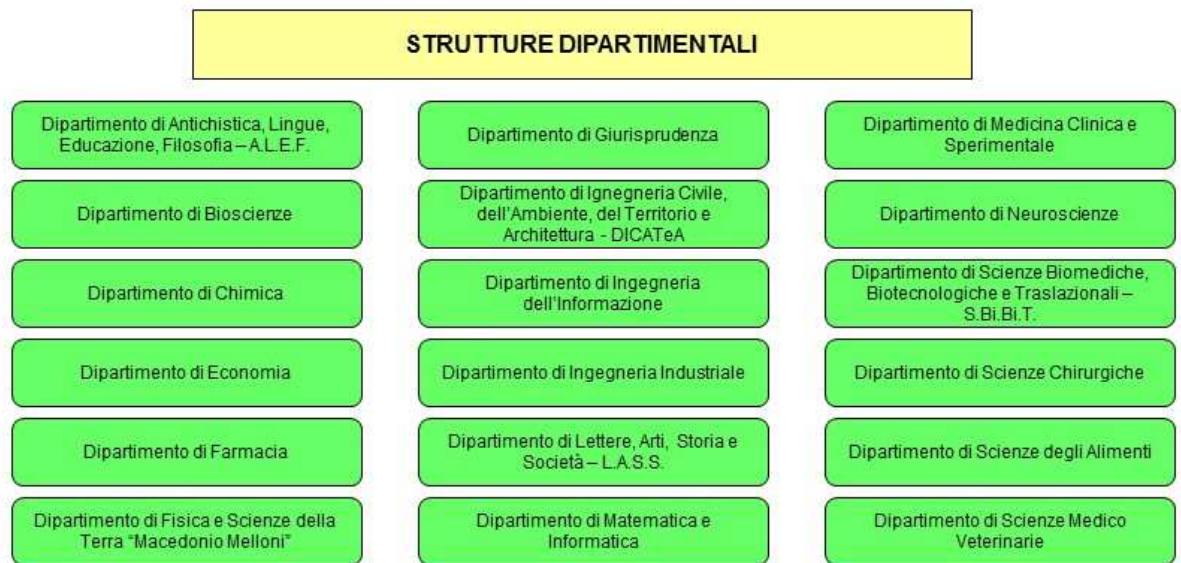 STRUTTURE DIPARTIMENTALI
Dipartimento di Antichistica, Lingue,
Educazione, Filosofia – A.L.E.F.
Dipartimento di Bioscienze
Dipartimento di Chimica
Dipartimento di Economia
Dipartimento di Farmacia
Dipartimento di Fisica e Scienze della
Terra "Macedonio Melloni"
Dipartimento di Giurisprudenza
Dipartimento di Ignegneria Civile,
dell'Ambiente, del Territorio e
Architettura - DICATeA
Dipartimento di Ingegneria
dell'Informazione
Dipartimento di Ingegneria Industriale
Dipartimento di Lettere, Arti, Storia e
Società – L.A.S.S.
Dipartimento di Matematica e
Informatica
Dipartimento di Medicina Clinica e
Sperimentale
Dipartimento di Neuroscienze
Dipartimento di Scienze Biomediche,
Biotecnologiche e Traslazionali –
S.Bi.Bi.T.
Dipartimento di Scienze Chirurgiche
Dipartimento di Scienze degli Alimenti
Dipartimento di Scienze Medico
Veterinarie